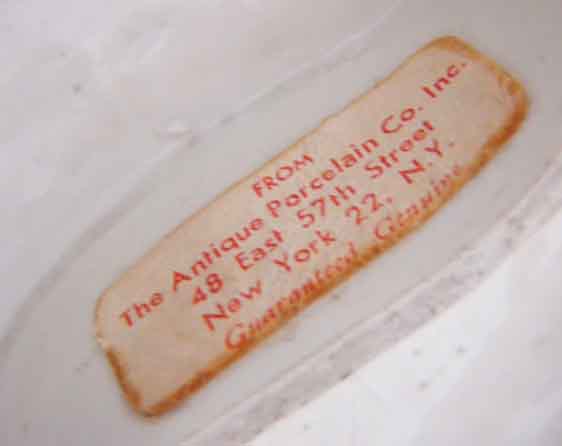 FROM
The Antique Porcelain Co. Inc.
48 East 57th Street
New York 22, N.Y.
Guaranteed Genuine